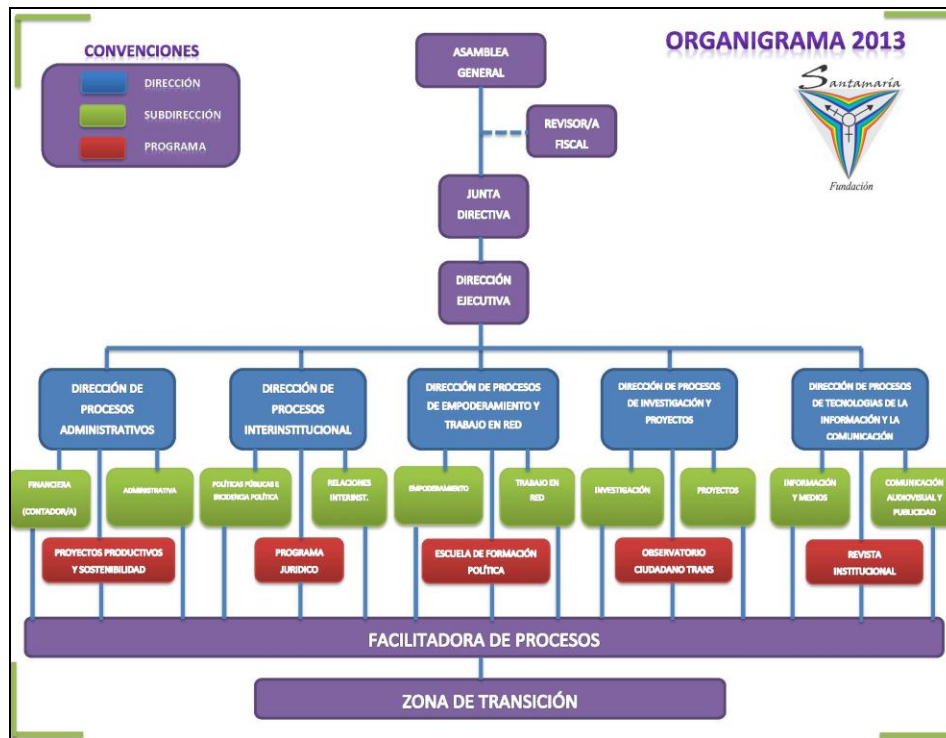 CONVENCIONES
DIRECCIÓN
SUBDIRECCIÓN
PROGRAMA
ORGANIGRAMA 2013
Santamaría
Fundación
ASAMBLEA
GENERAL
REVISOR/A
FISCAL
JUNTA
DIRECTIVA
DIRECCIÓN
EJECUTIVA
DIRECCIÓN DE
PROCESOS
ADMINISTRATIVOS
DIRECCIÓN DE
PROCESOS
INTERINSTITUCIONAL
DIRECCIÓN DE PROCESOS
DE EMPODERAMIENTO Y
TRABAJO EN RED
DIRECCIÓN DE PROCESOS
DE INVESTIGACIÓN Y
PROYECTOS
DIRECCIÓN DE PROCESOS
DE TECNOLOGIAS DE LA
INFORMACIÓN Y LA
COMUNICACIÓN
FINANCIERA
(CONTADOR/A)
ADMINISTRATIVA
POLÍTICAS PÚBLICAS E
INCIDENCIA POLÍTICA
RELACIONES
INTERINST.
EMPODERAMIENTO
TRABAJO EN
RED
INVESTIGACIÓN
PROYECTOS
INFORMACIÓN
Y MEDIOS
COMUNICACIÓN
AUDIOVISUAL Y
PUBLICIDAD
PROYECTOS PRODUCTIVOS
Y SOSTENIBILIDAD
PROGRAMA
JURIDICO
ESCUELA DE FORMACIÓN
POLÍTICA
OBSERVATORIO
CIUDADANO TRANS
REVISTA
INSTITUCIONAL
FACILITADORA DE PROCESOS
ZONA DE TRANSICIÓN